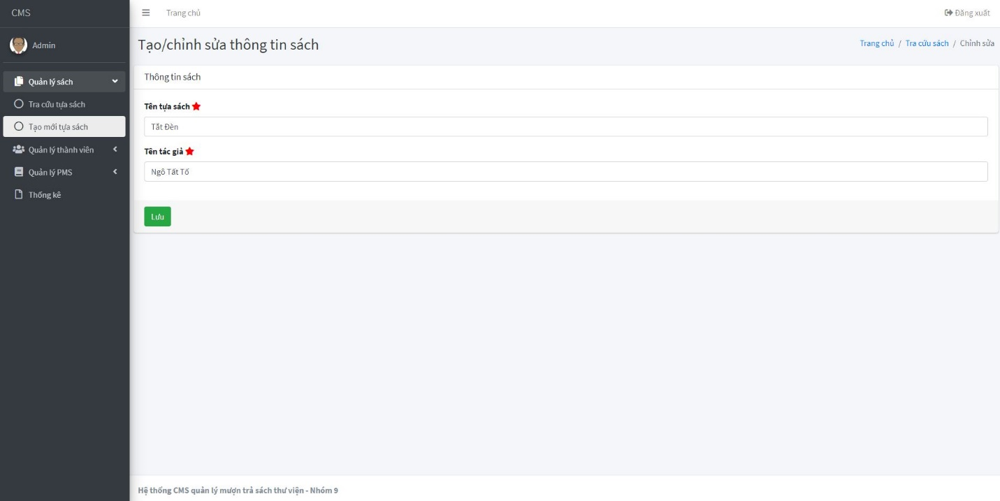 CMS
Trang chủ
Đăng xuất
Admin
Tạo/chỉnh sửa thông tin sách
Trang chủ / Tra cứu sách / Chỉnh sửa
Quản lý sách
Tra cứu tựa sách
Tạo mới tựa sách
Quản lý thành viên
Quản lý PMS
Thống kê
Thông tin sách
Tên tựa sách
Tắt Đèn
Tên tác giả
Ngô Tất Tố
Lưu
Hệ thống CMS quản lý mượn trả sách thư viện - Nhóm 9